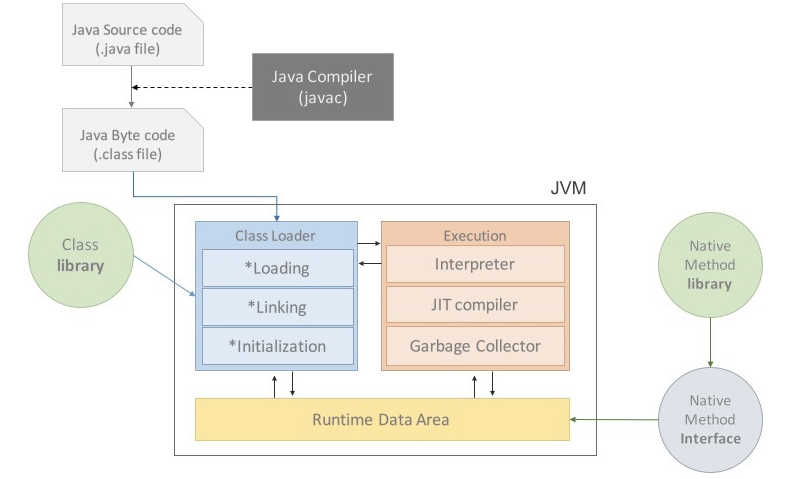 Java Source code
(.java file)
Java Compiler
(javac)
Java Byte code
(.class file)
JVM
Class
library
Class Loader
*Loading
*Linking
*Initialization
Execution
Interpreter
JIT compiler
Garbage Collector
Native
Method
library
Runtime Data Area
Native
Method
Interface